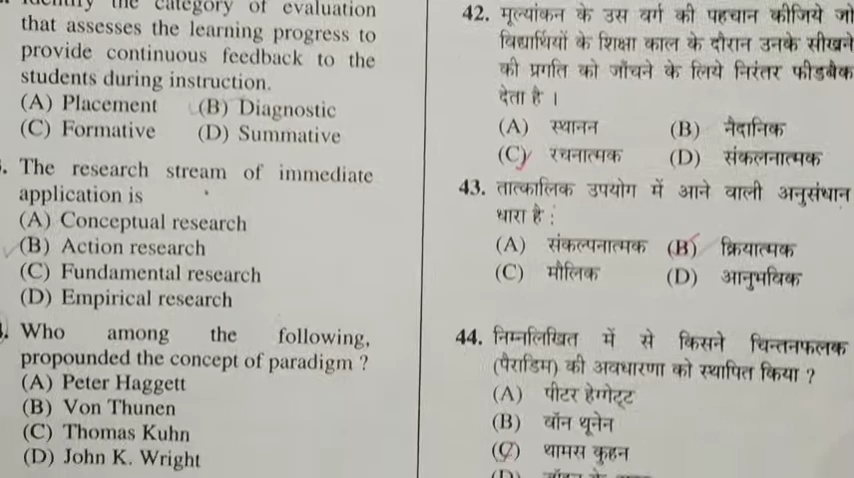 the category of evaluation
that assesses the learning progress to
provide continuous feedback to the
students during instruction.
(A) Placement (B) Diagnostic
(C) Formative (D) Summative
The research stream of immediate
application is
(A) Conceptual research
(B) Action research
(C) Fundamental research
(D) Empirical research
Who among the following,
propounded the concept of paradigm ?
(A) Peter Haggett
(B) Von Thunen
(C) Thomas Kuhn
(D) John K. Wright
42. मूल्यांकन के उस वर्ग की पहचान कीजिये जो
विद्यार्थियों के शिक्षा काल के दौरान उनके सीखने
की प्रगति को जाँचने के लिये निरंतर फीडबैक
देता है ।
(A) स्थानन (B) नैदानिक
(C) रचनात्मक (D) संकलनात्मक
43. तात्कालिक उपयोग में आने वाली अनुसंधान
धारा है :
(A) संकल्पनात्मक (B) क्रियात्मक
(C) मौलिक (D) आनुभविक
44. निम्नलिखित में से किसने चिन्तनफलक
(पैराडिम) की अवधारणा को स्थापित किया ?
(A) पीटर हेग्गेट्ट
(B) वॉन थूनेन
(C) थामस कुहन
(D)